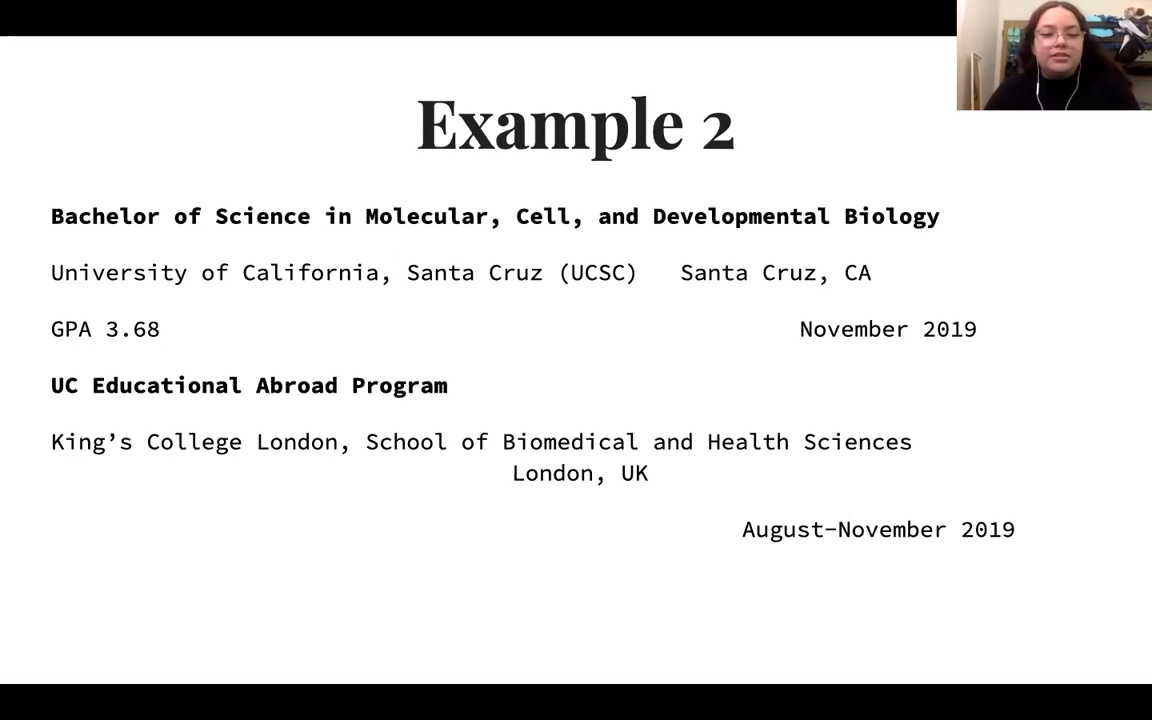 Example 2
Bachelor of Science in Molecular, Cell, and Developmental Biology
University of California, Santa Cruz (UCSC) Santa Cruz, CA
GPA 3.68 November 2019
UC Educational Abroad Program
King’s College London, School of Biomedical and Health Sciences
London, UK
August–November 2019